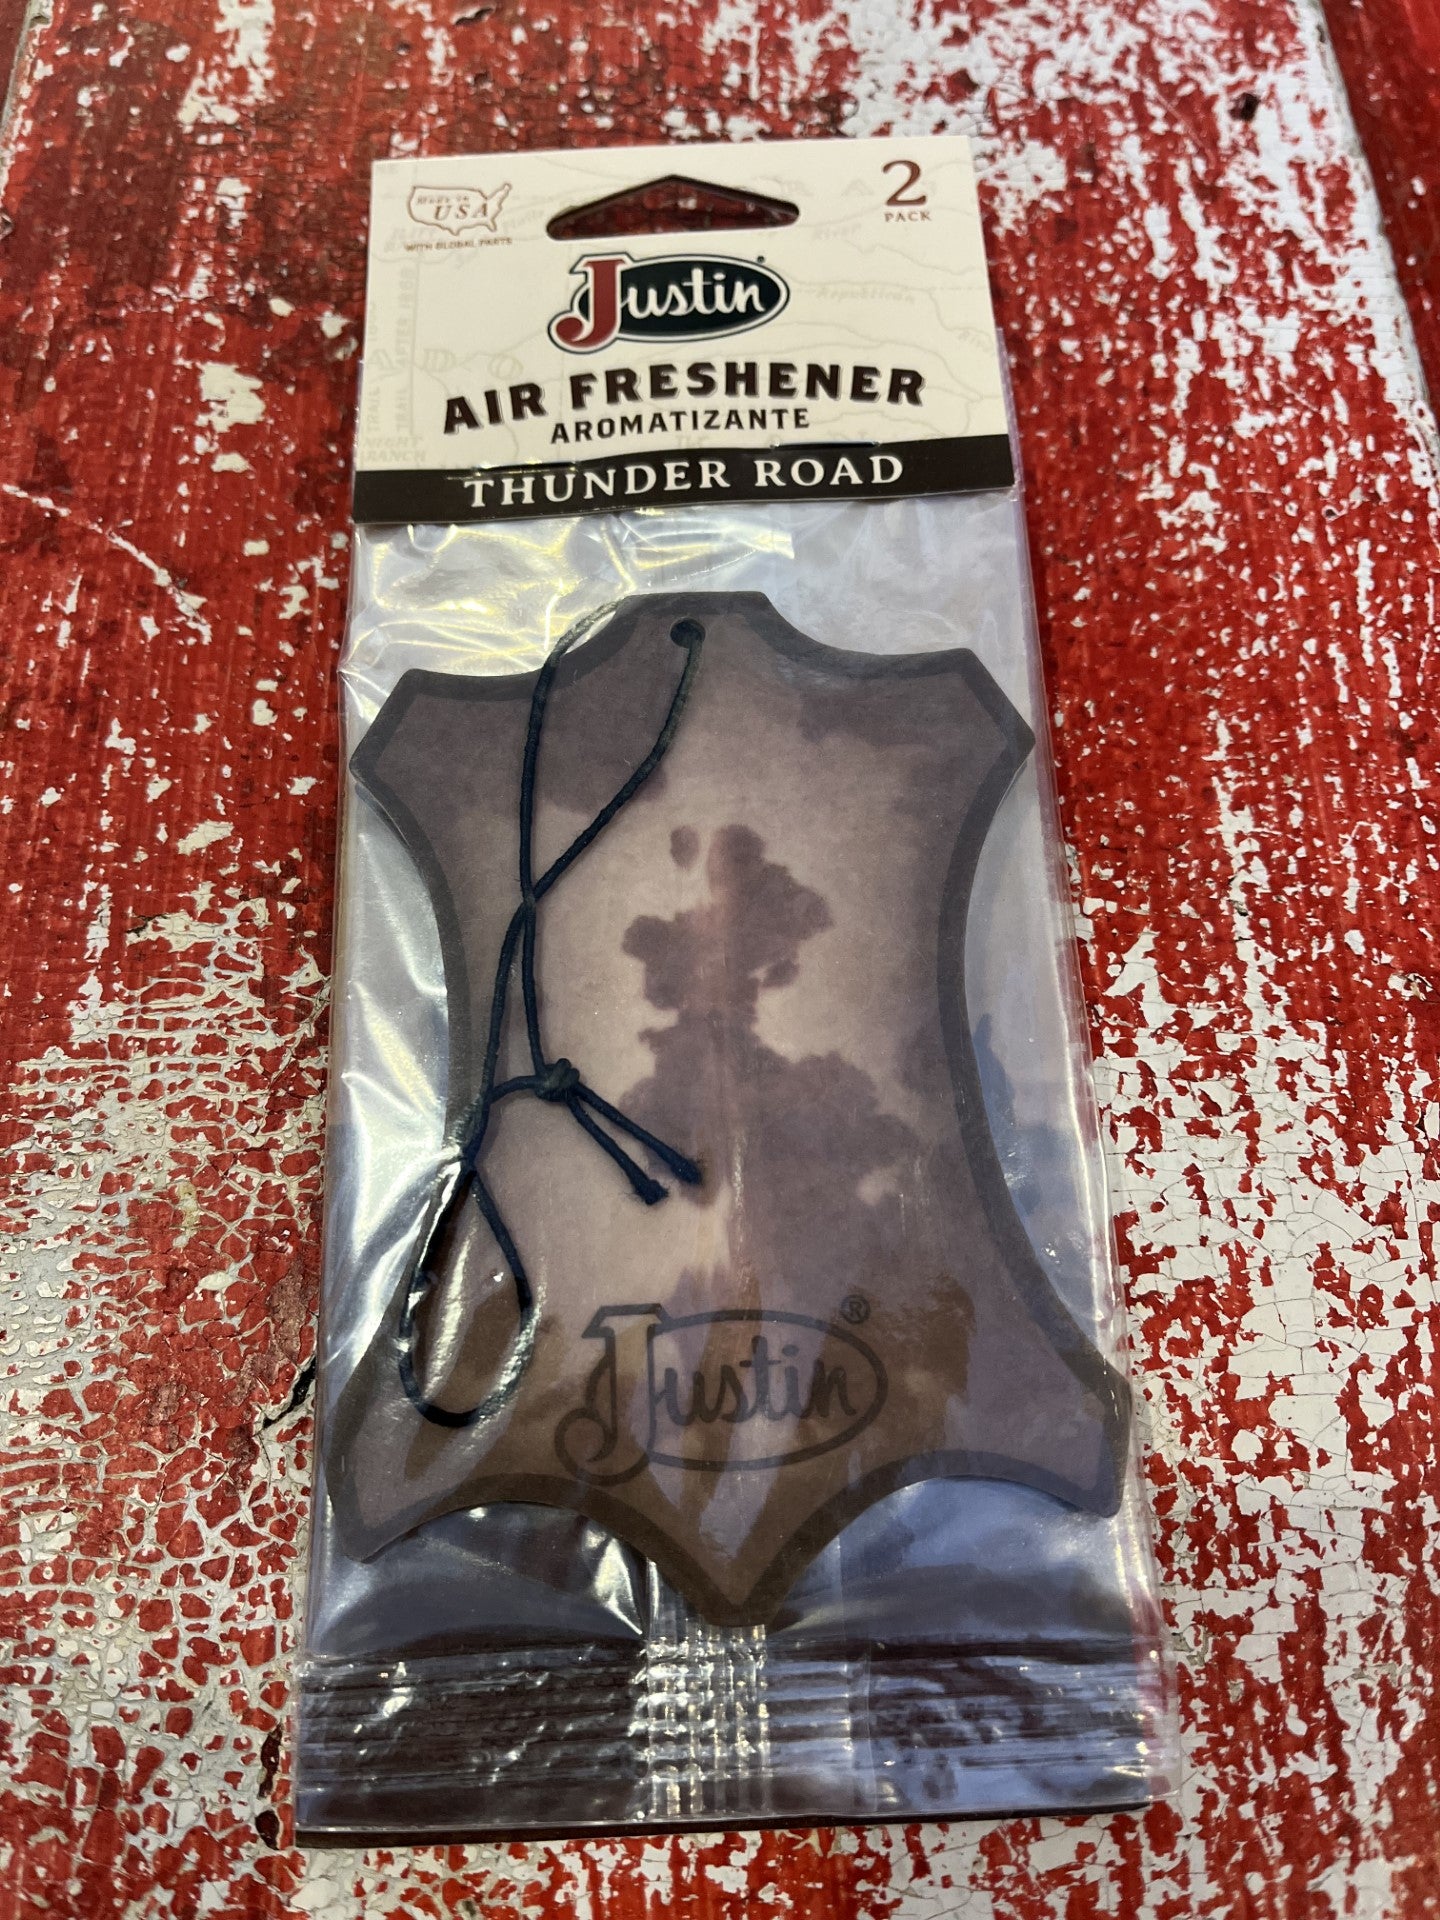 Made in
USA
WITH GLOBAL PARTS
2
PACK
Justin®
AIR FRESHENER
AROMATIZANTE
THUNDER ROAD
Justin®